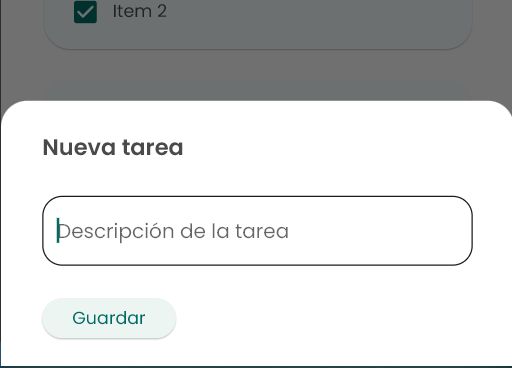 Item 2
Nueva tarea
Descripción de la tarea
Guardar